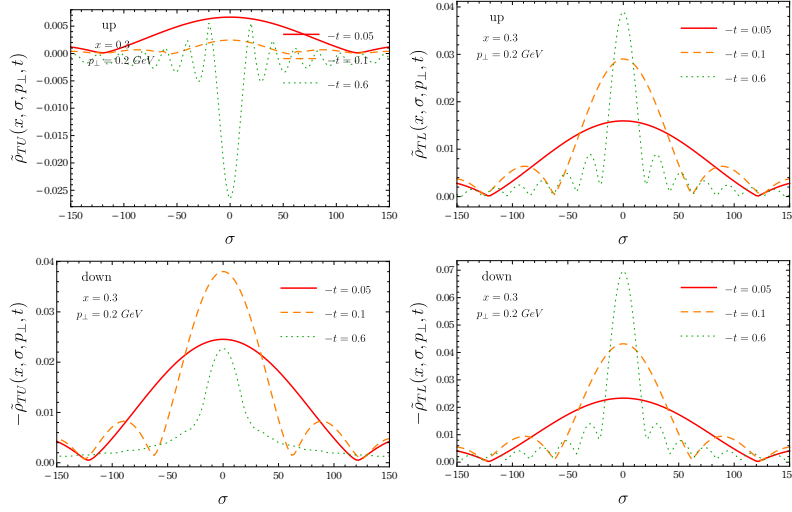 up
x = 0.3
p⊥ = 0.2 GeV
−t = 0.05
−t = 0.1
−t = 0.6
0.005
0.000
−0.005
−0.010
−0.015
−0.020
−0.025
−150 −100 −50 0 50 100 150
ρ̃TU(x, σ, p⊥, t)
σ
up
x = 0.3
p⊥ = 0.2 GeV
−t = 0.05
−t = 0.1
−t = 0.6
0.04
0.03
0.02
0.01
0.00
−150 −100 −50 0 50 100 150
ρ̃TL(x, σ, p⊥, t)
σ
down
x = 0.3
p⊥ = 0.2 GeV
−t = 0.05
−t = 0.1
−t = 0.6
0.04
0.03
0.02
0.01
0.00
−150 −100 −50 0 50 100 150
−ρ̃TU(x, σ, p⊥, t)
σ
down
x = 0.3
p⊥ = 0.2 GeV
−t = 0.05
−t = 0.1
−t = 0.6
0.07
0.06
0.05
0.04
0.03
0.02
0.01
0.00
−150 −100 −50 0 50 100 150
−ρ̃TL(x, σ, p⊥, t)
σ